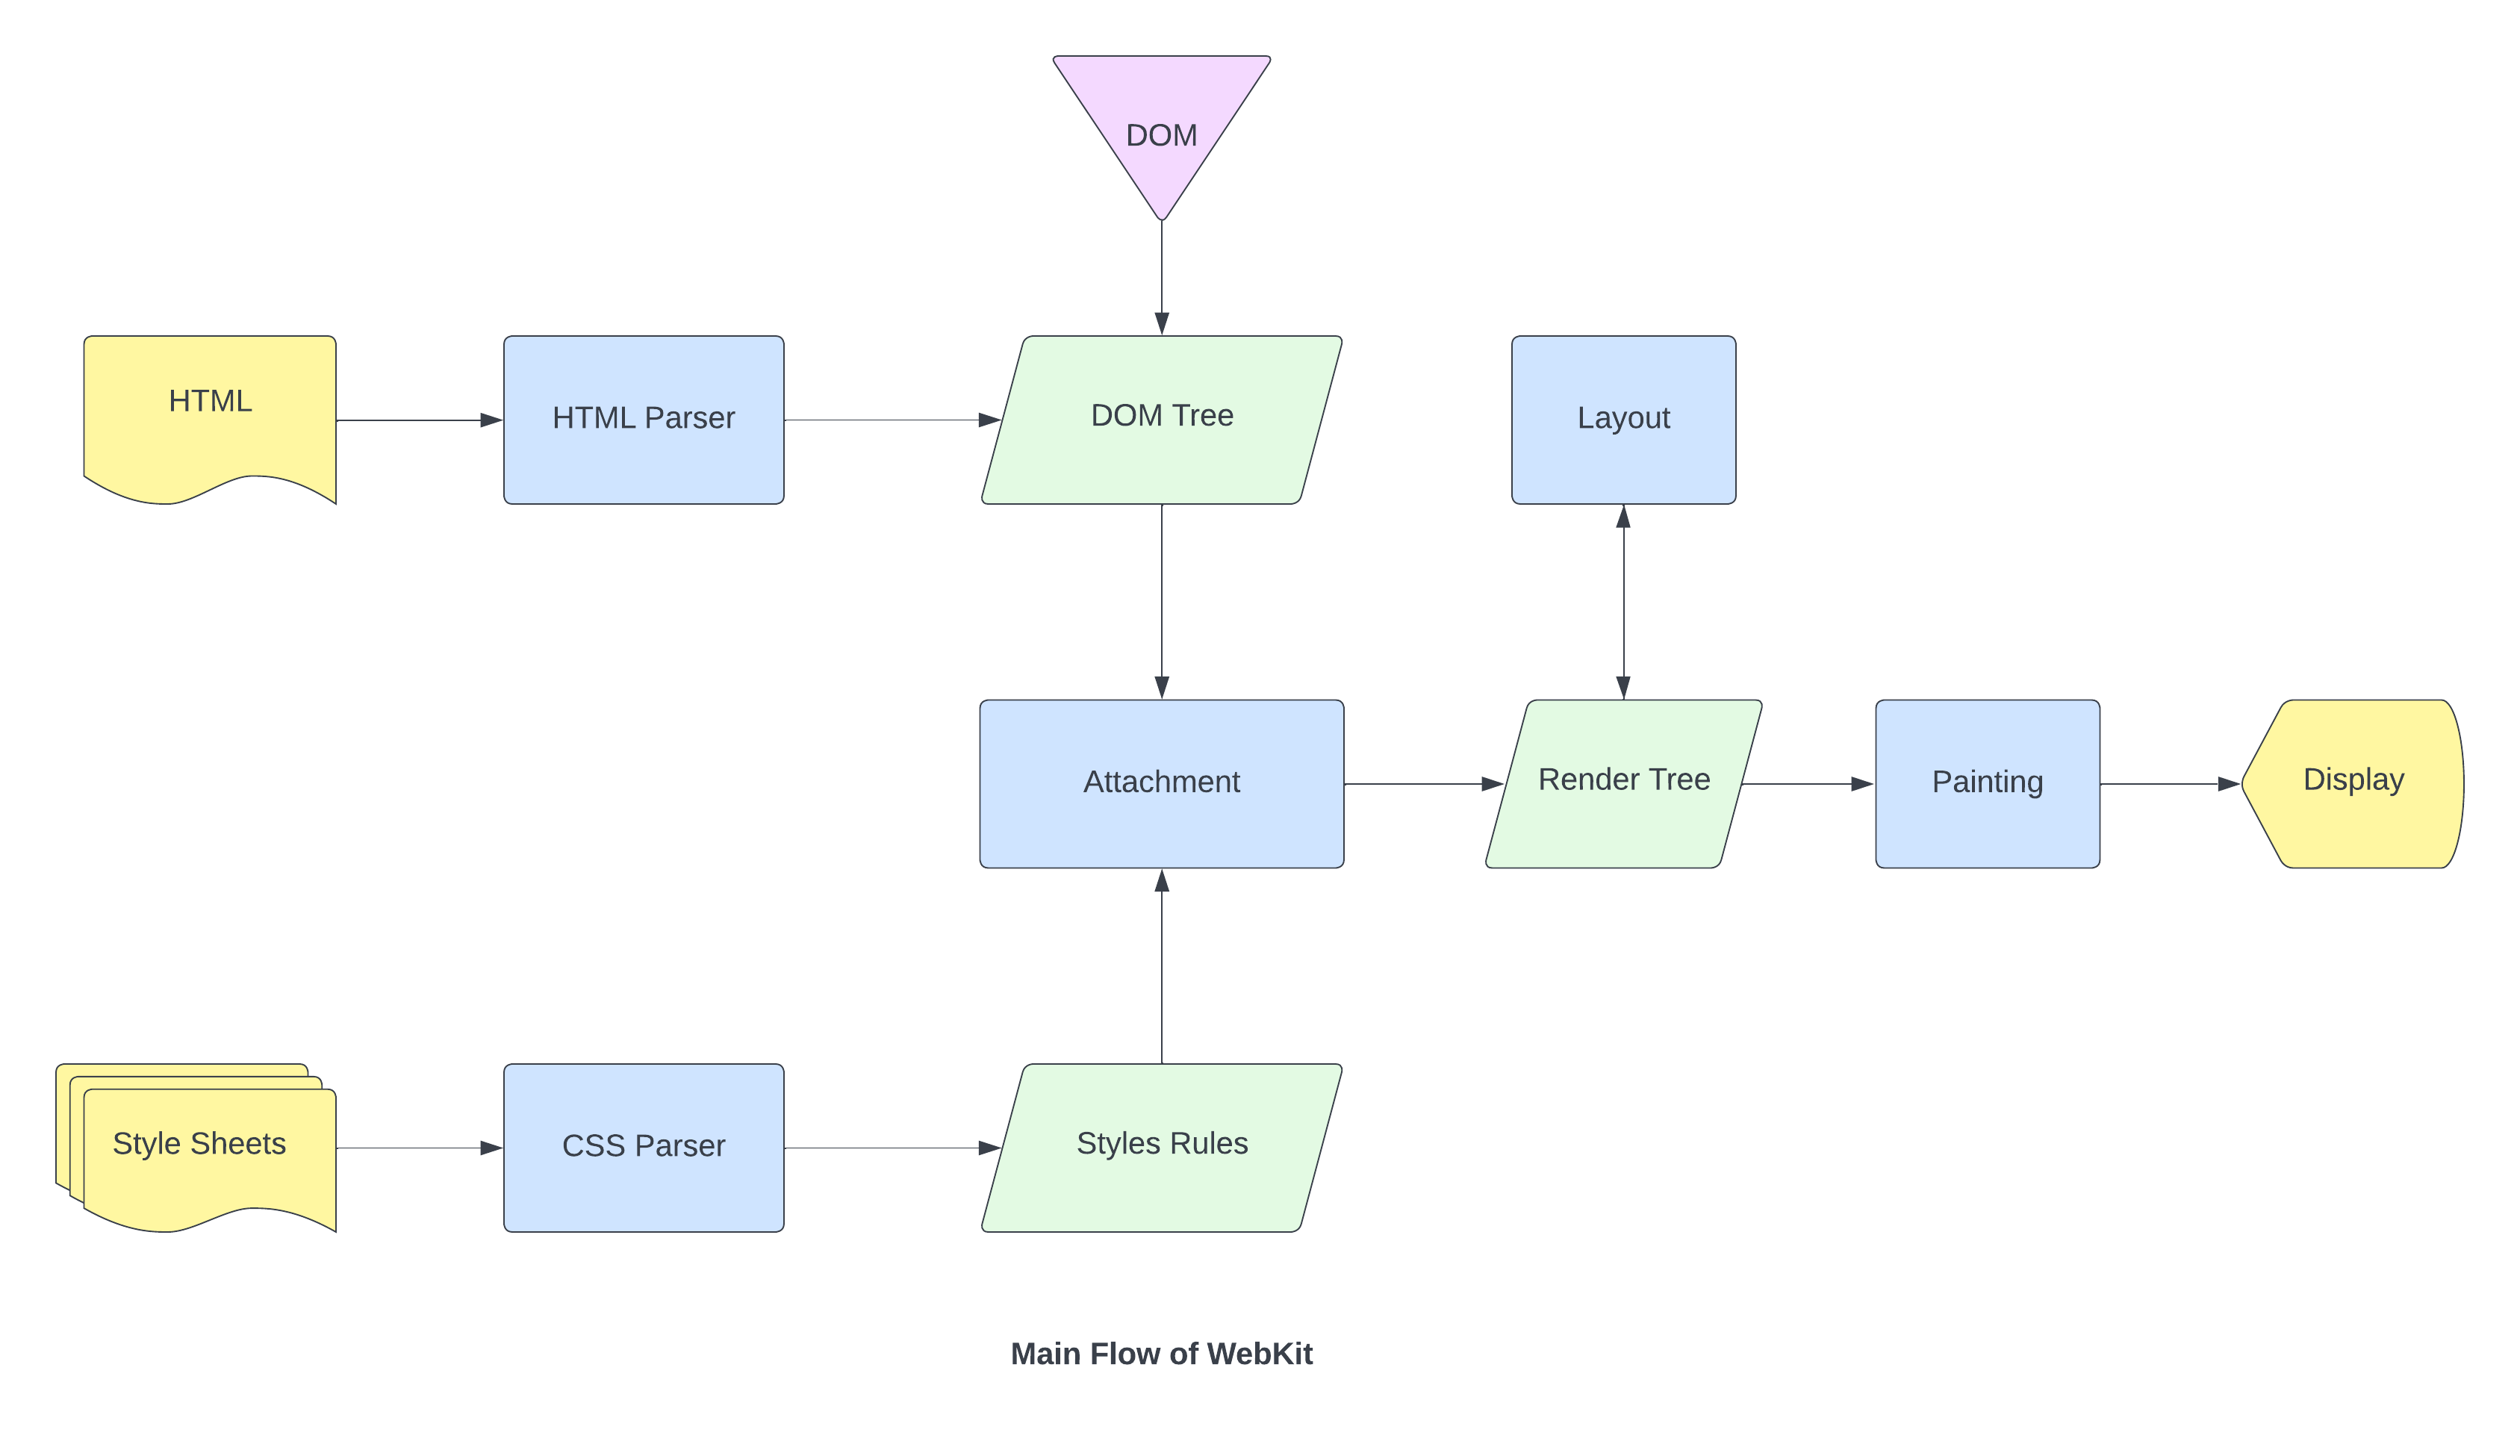 DOM
HTML
HTML Parser
DOM Tree
Layout
Attachment
Render Tree
Painting
Display
Style Sheets
CSS Parser
Styles Rules
Main Flow of WebKit